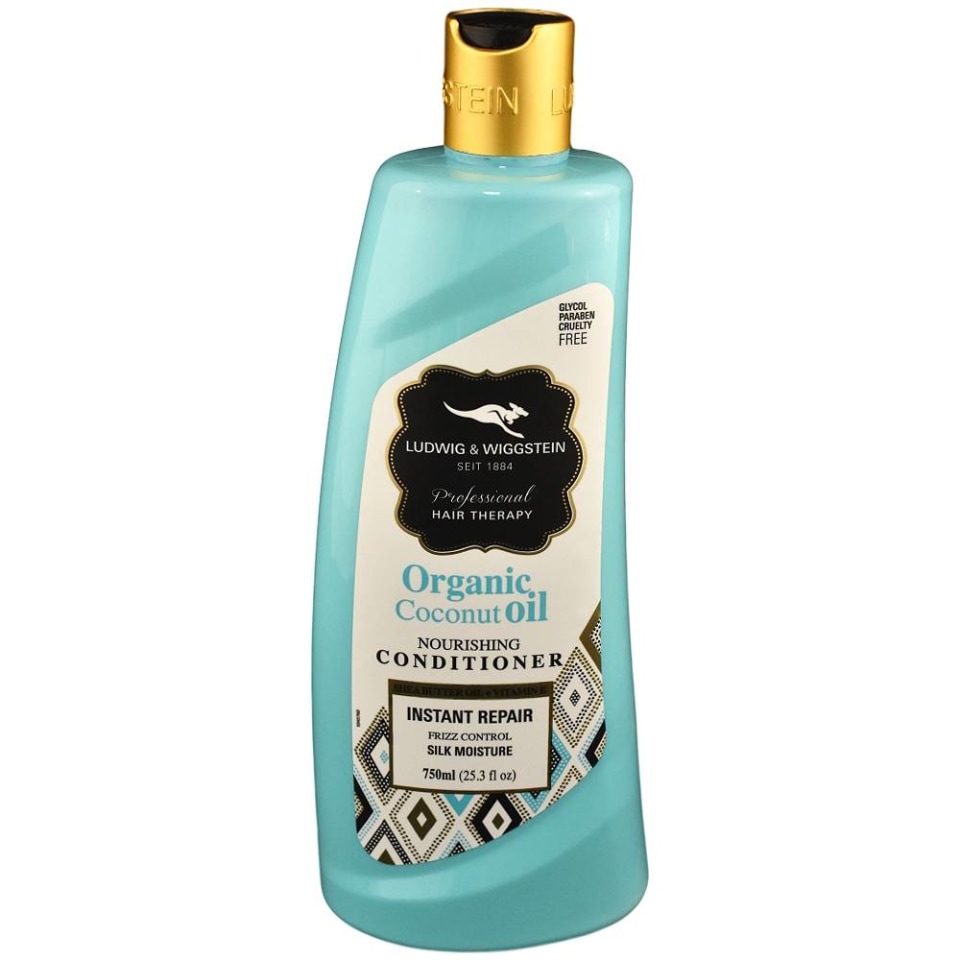 STEIN LU
GLYCOL
PARABEN
CRUELTY
FREE
LUDWIG & WIGGSTEIN
SEIT 1884
Professional
HAIR THERAPY
Organic
Coconut oil
NOURISHING
CONDITIONER
SHEA BUTTER OIL + VITAMIN E
INSTANT REPAIR
FRIZZ CONTROL
SILK MOISTURE
750ml (25.3 fl oz)